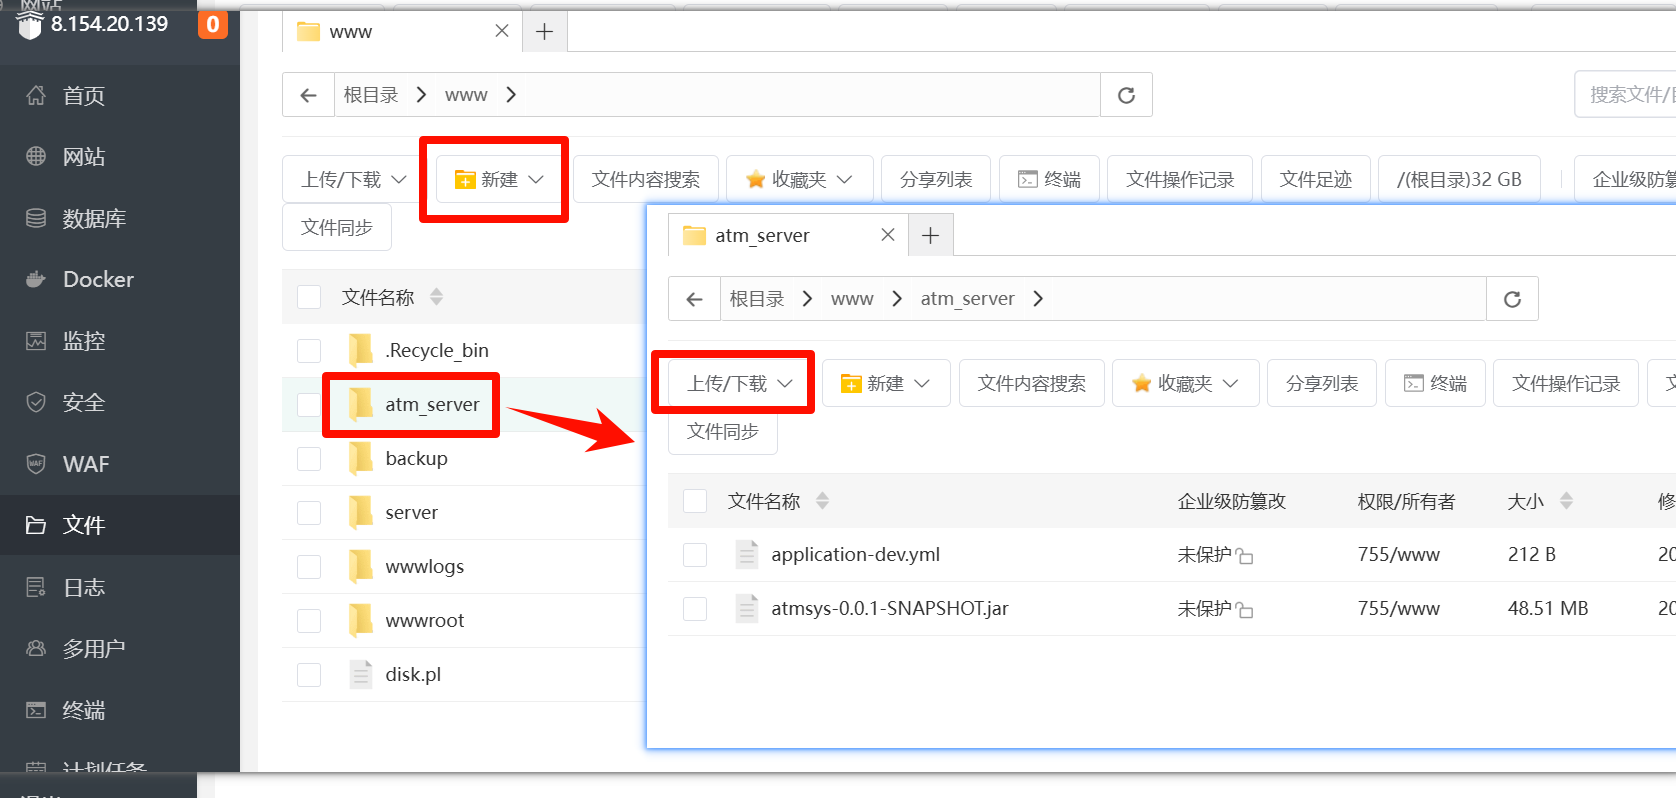 网站
8.154.20.139
0
首页
网站
数据库
Docker
监控
安全
WAF
文件
日志
多用户
终端
计划任务
www
根目录
www
搜索文件/
上传/下载
新建
文件内容搜索
收藏夹
分享列表
终端
文件操作记录
文件足迹
/(根目录)32 GB
企业级防篡
文件同步
文件名称
.Recycle_bin
atm_server
backup
server
wwwlogs
wwwroot
disk.pl
atm_server
根目录
www
atm_server
上传/下载
新建
文件内容搜索
收藏夹
分享列表
终端
文件操作记录
文件同步
文件名称
企业级防篡改
权限/所有者
大小
修
application-dev.yml
未保护
755/www
212 B
20
atmsys-0.0.1-SNAPSHOT.jar
未保护
755/www
48.51 MB
20